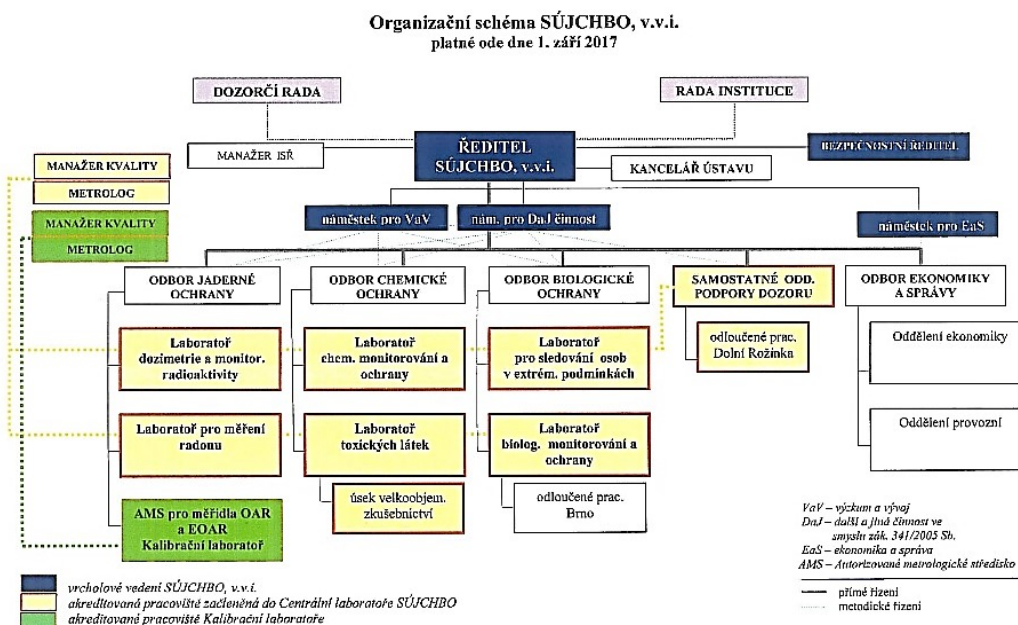 Organizační schéma SÚJCHBO, v.v.i.
platné ode dne 1. září 2017
DOZORČÍ RADA
RADA INSTITUCE
MANAŽER ISŘ
ŘEDITEL
SÚJCHBO, v.v.i.
BEZPEČNOSTNÍ ŘEDITEL
KANCELÁŘ ÚSTAVU
MANAŽER KVALITY
METROLOG
MANAŽER KVALITY
METROLOG
náměstek pro VaV
nám. pro DaJ činnost
náměstek pro EaS
ODBOR JADERNÉ
OCHRANY
ODBOR CHEMICKÉ
OCHRANY
ODBOR BIOLOGICKÉ
OCHRANY
SAMOSTATNÉ ODD.
PODPORY DOZORU
ODBOR EKONOMIKY
A SPRÁVY
Laboratoř
dozimetrie a monitor.
radioaktivity
Laboratoř
chem. monitorování a
ochrany
Laboratoř
pro sledování osob
v extrém. podmínkách
odloučené prac.
Dolní Rožínka
Oddělení ekonomiky
Laboratoř pro měření
radonu
Laboratoř
toxických látek
Laboratoř
biolog. monitorování a
ochrany
Oddělení provozní
AMS pro měřidla OAR
a EOAR
Kalibrační laboratoř
úsek velkoobjem.
zkušebnictví
odloučené prac.
Brno
VaV – výzkum a vývoj
DaJ – další a jiná činnost ve
smyslu zák. 341/2005 Sb.
EaS – ekonomika a správa
AMS – Autorizované metrologické středisko
přímé řízení
metodické řízení
vrcholové vedení SÚJCHBO, v.v.i.
akreditovaná pracoviště začleněná do Centrální laboratoře SÚJCHBO
akreditované pracoviště Kalibrační laboratoře